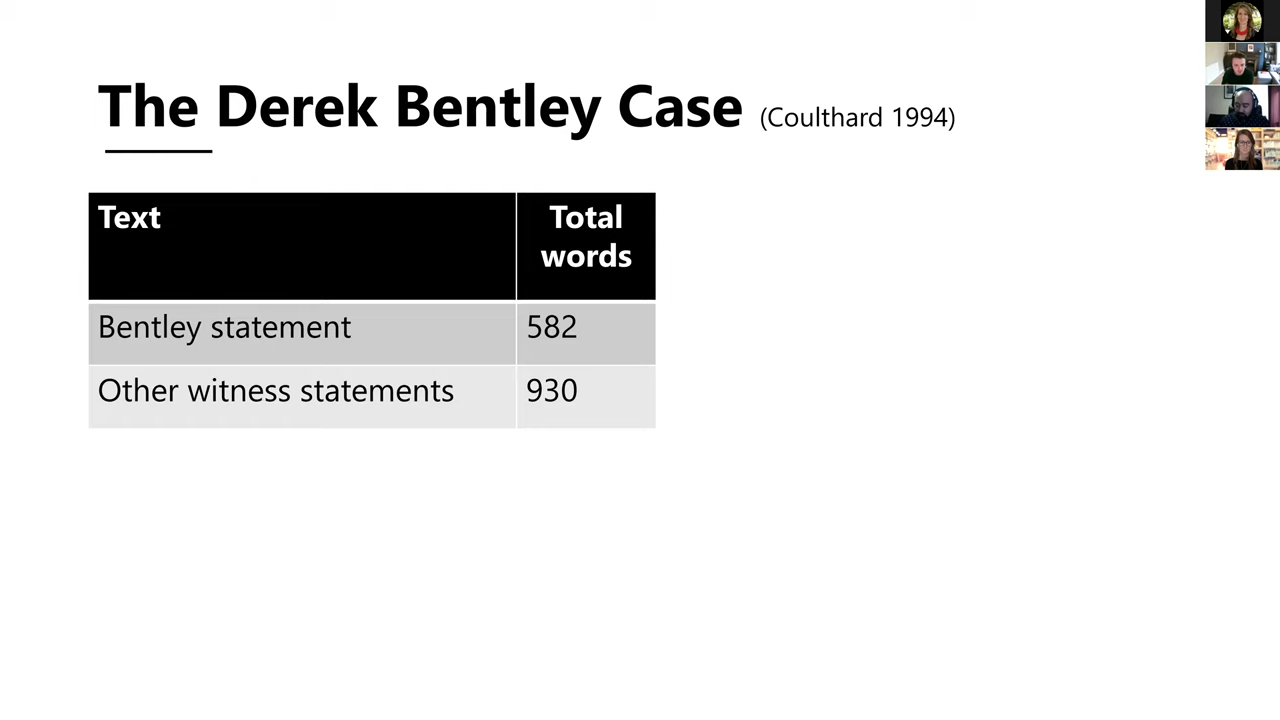 The Derek Bentley Case (Coulthard 1994)
Text Total words
Bentley statement 582
Other witness statements 930